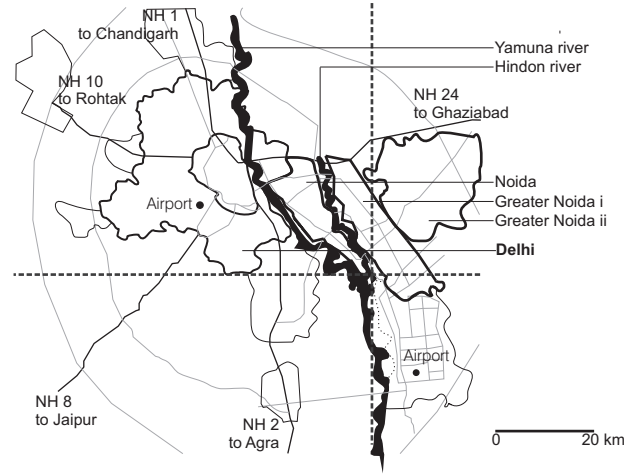 NH 1
to Chandigarh
Yamuna river
Hindon river
NH 10
to Rohtak
NH 24
to Ghaziabad
Noida
Airport
Greater Noida i
Greater Noida ii
Delhi
Airport
NH 8
to Jaipur
NH 2
to Agra
0 20 km